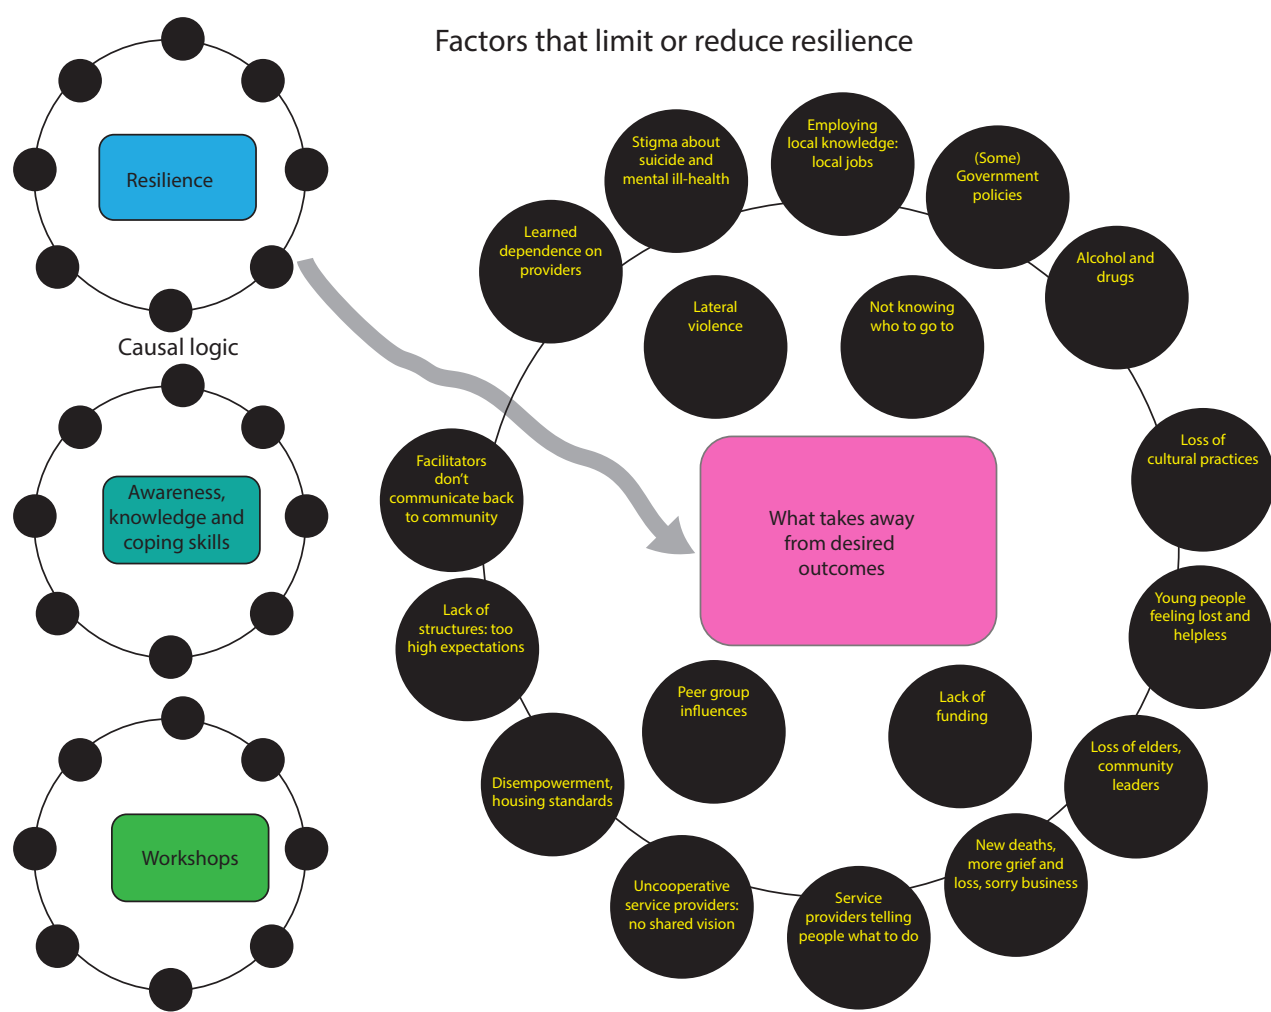 Factors that limit or reduce resilience
Resilience
Causal logic
Awareness,
knowledge and
coping skills
Workshops
Employing
local knowledge:
local jobs
Stigma about
suicide and
mental ill-health
(Some)
Government
policies
Learned
dependence on
providers
Alcohol and
drugs
Lateral
violence
Not knowing
who to go to
Facilitators
don’t
communicate back
to community
Loss of
cultural practices
What takes away
from desired
outcomes
Lack of
structures: too
high expectations
Young people
feeling lost and
helpless
Peer group
influences
Lack of
funding
Disempowerment,
housing standards
Loss of elders,
community
leaders
Uncooperative
service providers:
no shared vision
Service
providers telling
people what to do
New deaths,
more grief and
loss, sorry business